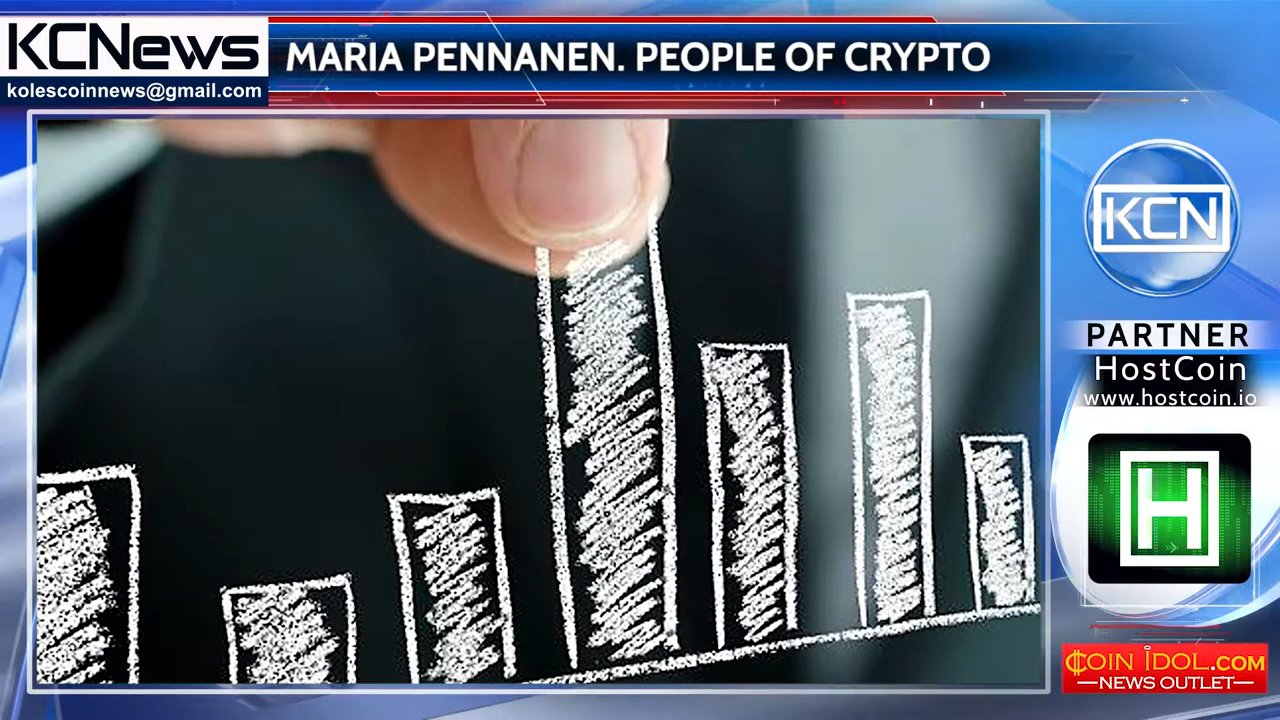 KCNews
kolescoinnews@gmail.com
MARIA PENNANEN. PEOPLE OF CRYPTO
KCN
PARTNER
HostCoin
www.hostcoin.io
H
COIN IDOL.COM
NEWS OUTLET